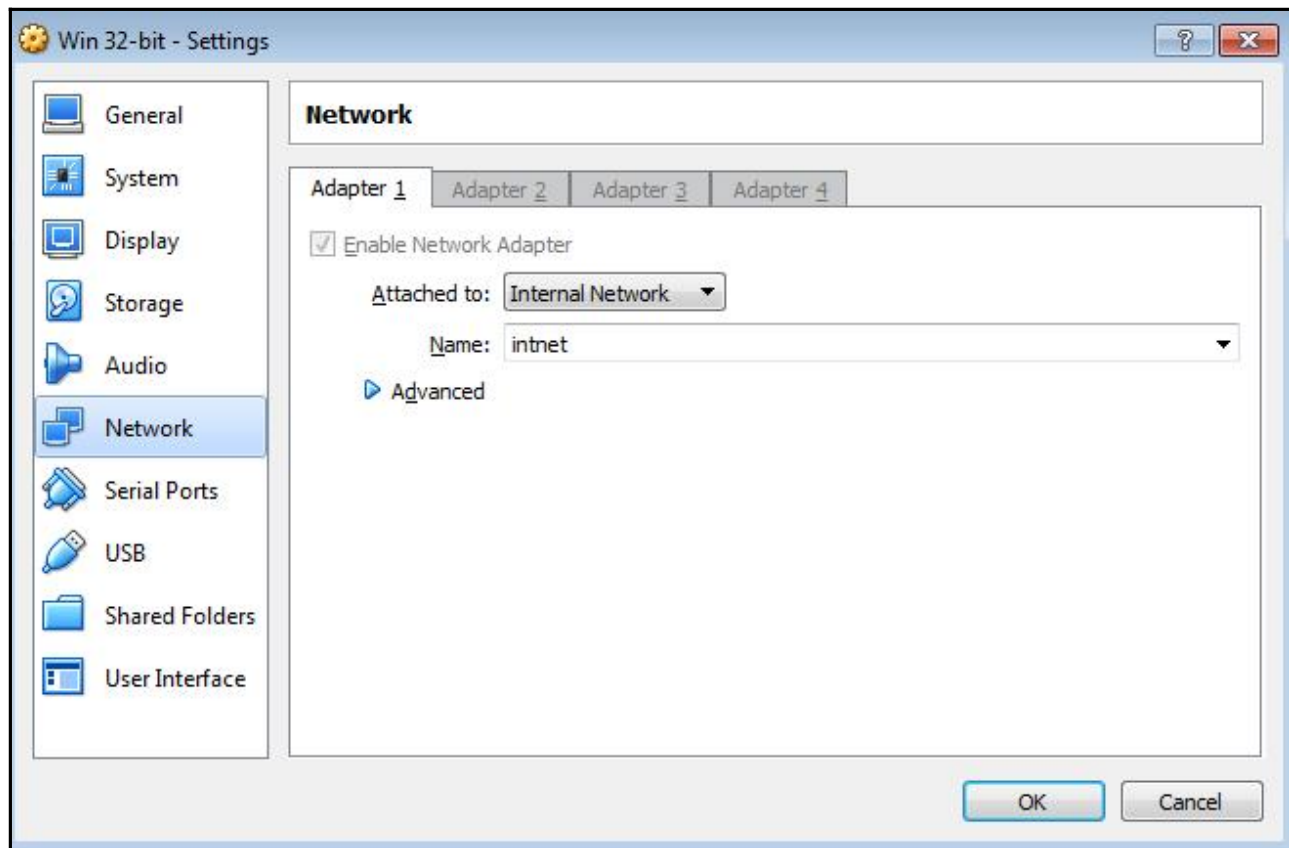 Win 32-bit - Settings
General
System
Display
Storage
Audio
Network
Serial Ports
USB
Shared Folders
User Interface
Network
Adapter 1 Adapter 2 Adapter 3 Adapter 4
Enable Network Adapter
Attached to: Internal Network
Name: intnet
Advanced
OK Cancel